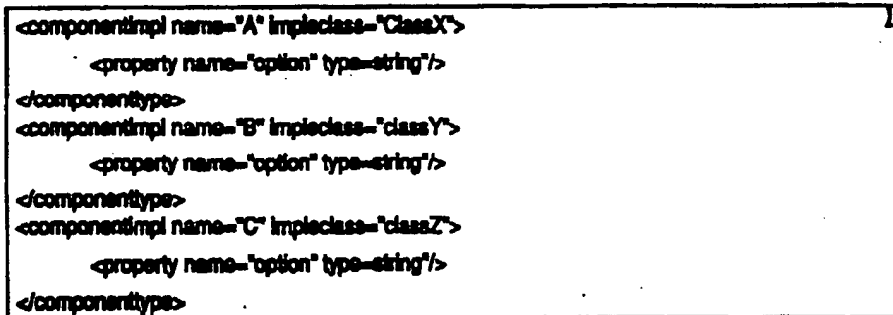 <componentimpl name="A" impleclass="ClassX">
<property name="option" type=string"/>
</componenttype>
<componentimpl name="B" impleclass="classY">
<property name="option" type=string"/>
</componenttype>
<componentimpl name="C" impleclass="classZ">
<property name="option" type=string"/>
</componenttype>